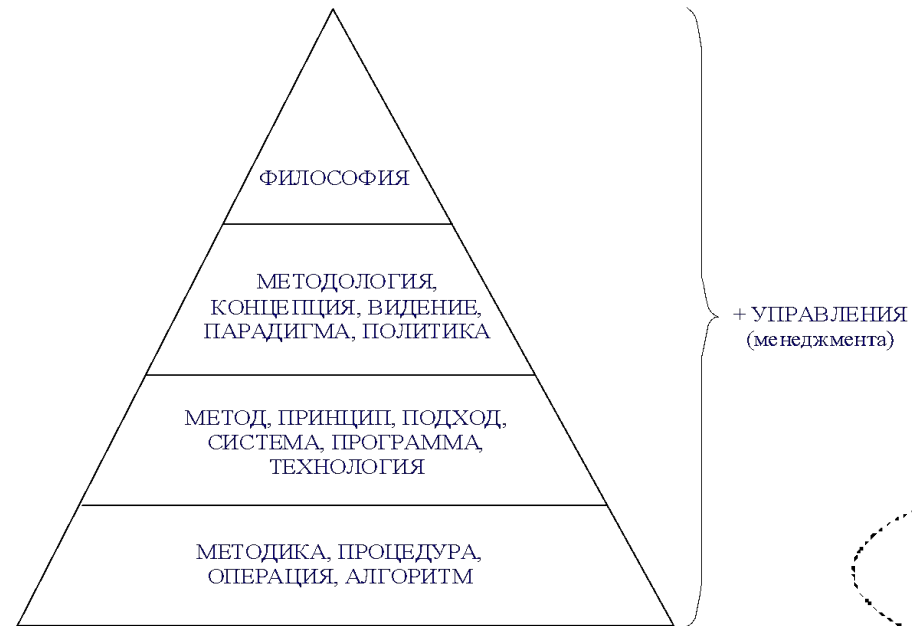 ФИЛОСОФИЯ
МЕТОДОЛОГИЯ,
КОНЦЕПЦИЯ, ВИДЕНИЕ,
ПАРАДИГМА, ПОЛИТИКА
+ УПРАВЛЕНИЯ
(менеджмента)
МЕТОД, ПРИНЦИП, ПОДХОД,
СИСТЕМА, ПРОГРАММА,
ТЕХНОЛОГИЯ
МЕТОДИКА, ПРОЦЕДУРА,
ОПЕРАЦИЯ, АЛГОРИТМ